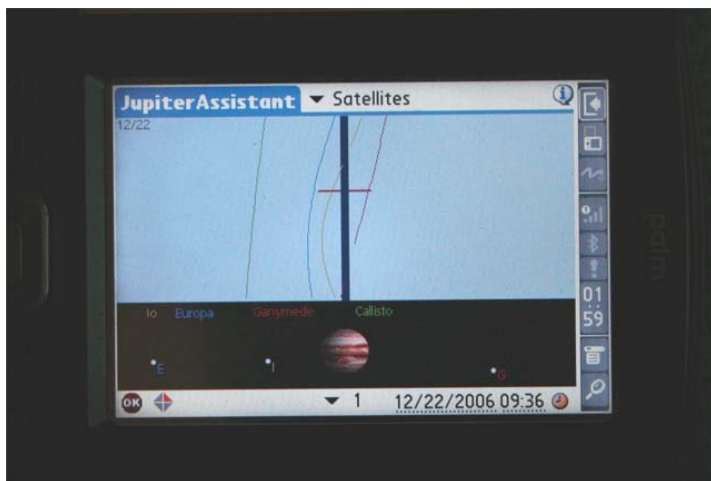 JupiterAssistant Satellites
12/22
Io Europa Ganymede Callisto
E I G
OK 1 12/22/2006 09:36
01
59
palm